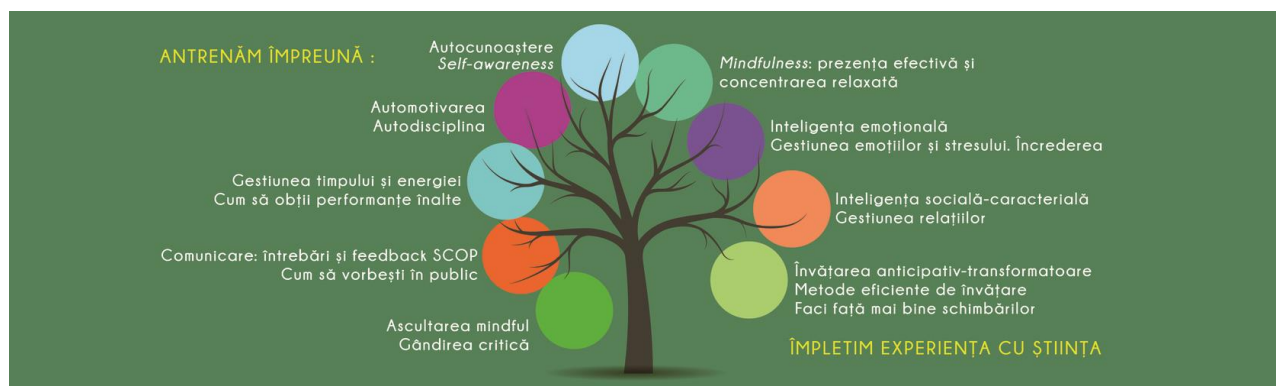 ANTRENĂM ÎMPREUNĂ :
Autocunoaștere
Self-awareness
Automotivarea
Autodisciplina
Gestiunea timpului și energiei
Cum să obții performanțe înalte
Comunicare: întrebări și feedback SCOP
Cum să vorbești în public
Ascultarea mindful
Gândirea critică
Mindfulness: prezența efectivă și
concentrarea relaxată
Inteligența emoțională
Gestiunea emoțiilor și stresului. Încrederea
Inteligența socială-caracterială
Gestiunea relațiilor
Învățarea anticipativ-transformatoare
Metode eficiente de învățare
Faci față mai bine schimbărilor
ÎMPLETIM EXPERIENȚA CU ȘTIINȚA